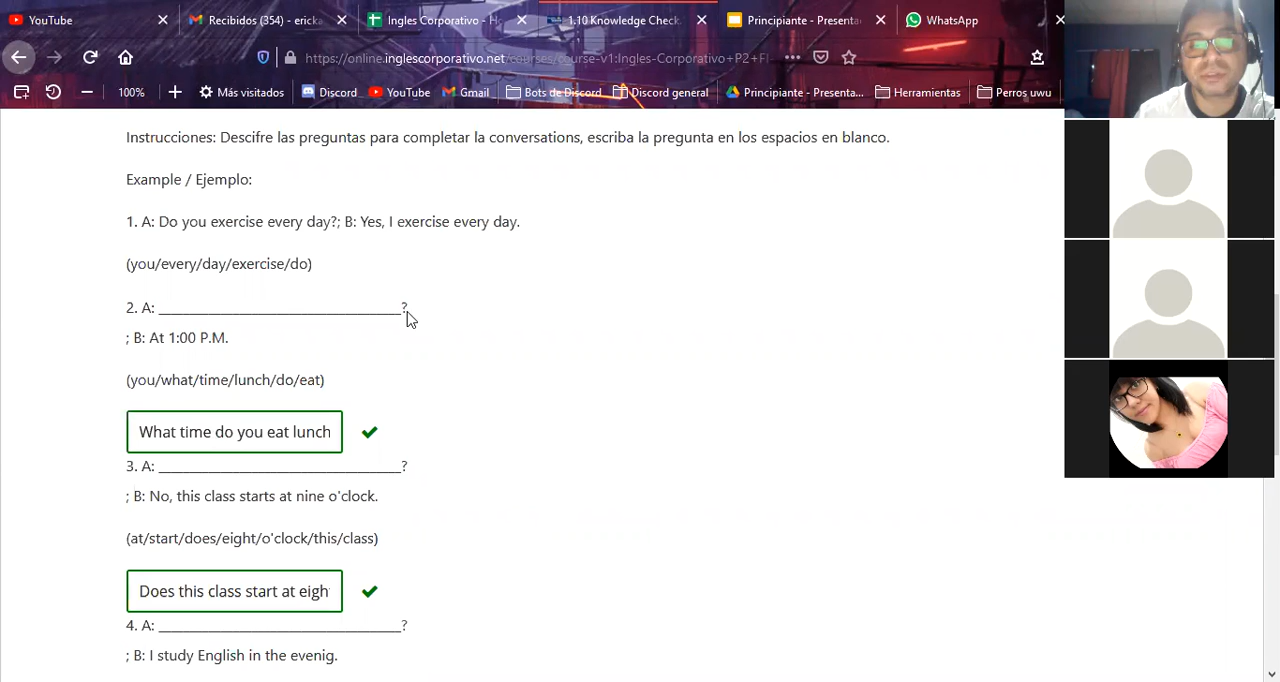 YouTube
Recibidos (354) - ericka
Ingles Corporativo - Ho
1.10 Knowledge Check
Principiante - Presenta
WhatsApp
https://online.inglescorporativo.net/courses/course-v1:Ingles-Corporativo+P2+FI
100%
Más visitados
Discord
YouTube
Gmail
Bots de Discord
Discord general
Principiante - Presenta...
Herramientas
Perros uwu
Instrucciones: Descifre las preguntas para completar la conversations, escriba la pregunta en los espacios en blanco.
Example / Ejemplo:
1. A: Do you exercise every day?; B: Yes, I exercise every day.
(you/every/day/exercise/do)
2. A: __________________________________?
; B: At 1:00 P.M.
(you/what/time/lunch/do/eat)
What time do you eat lunch
3. A: __________________________________?
; B: No, this class starts at nine o'clock.
(at/start/does/eight/o'clock/this/class)
Does this class start at eigh
4. A: __________________________________?
; B: I study English in the evenig.